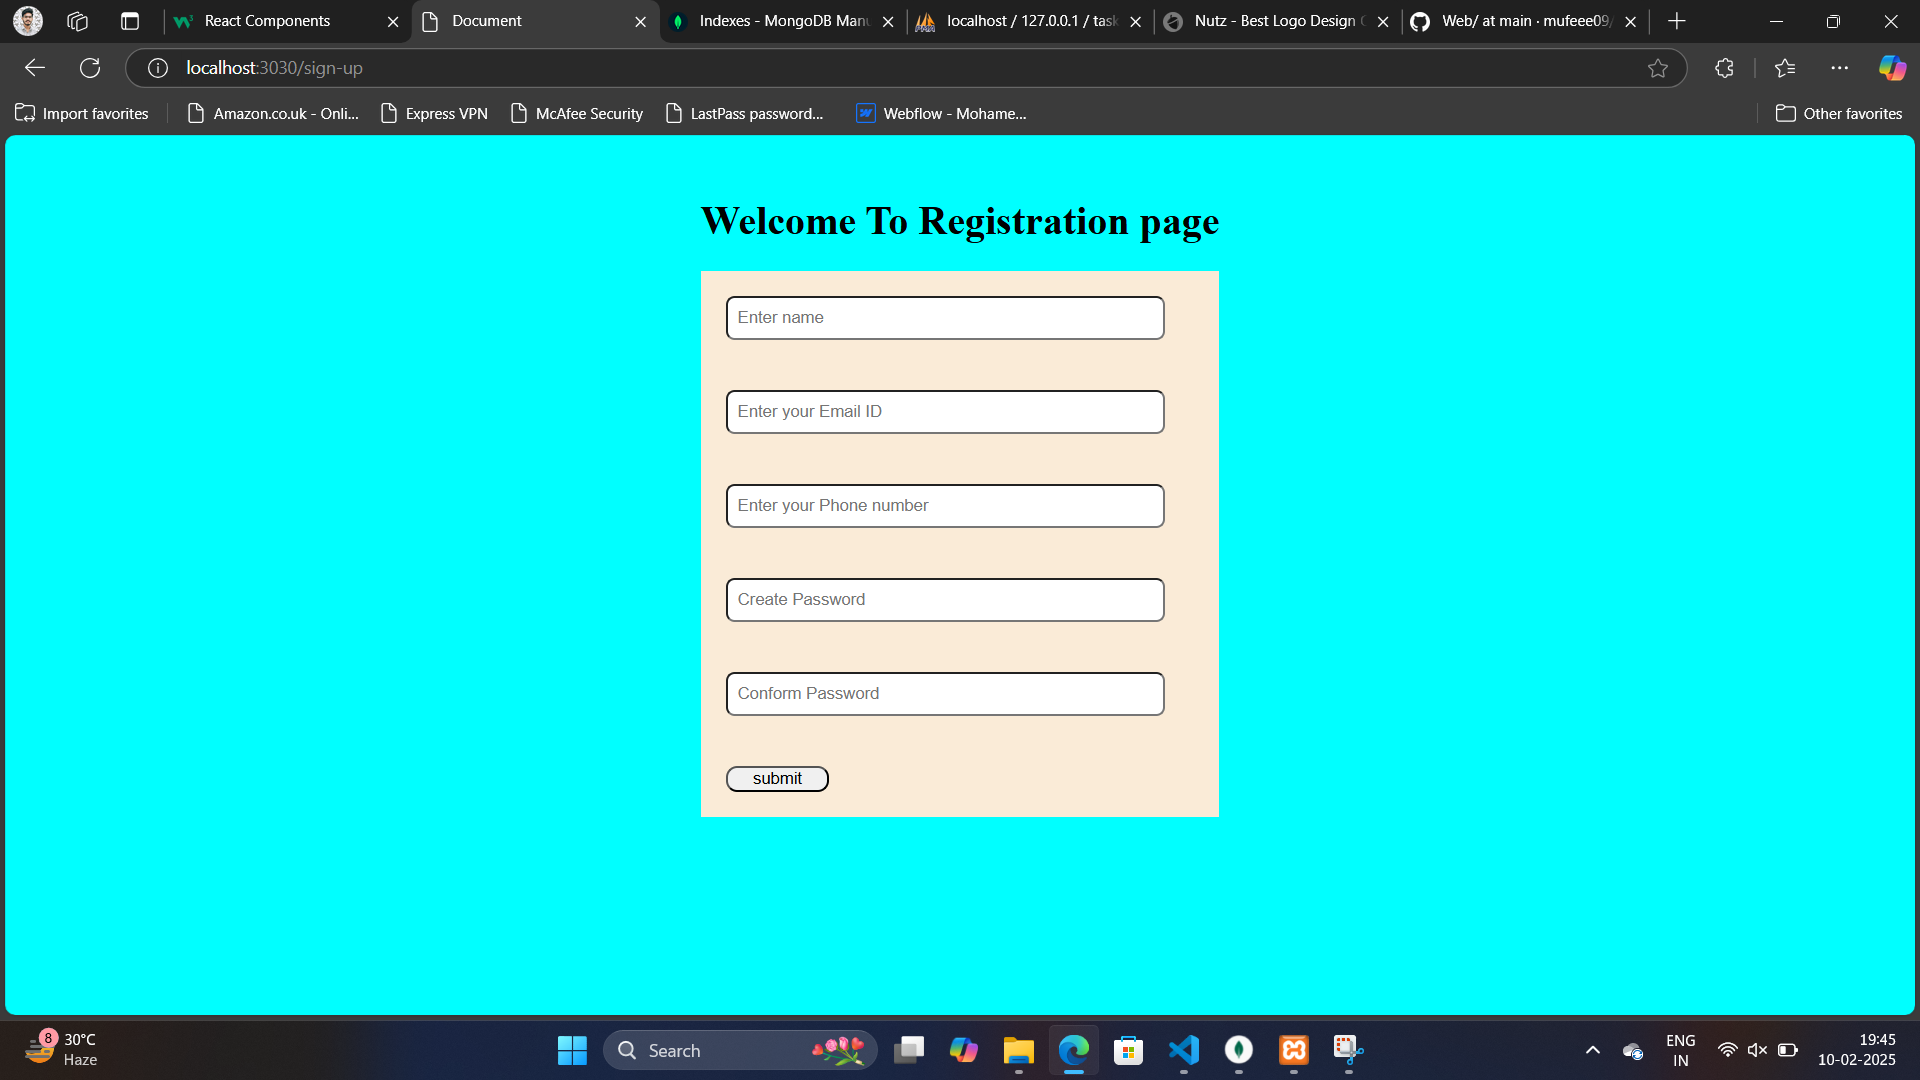 React Components
Document
Indexes - MongoDB Manu
localhost / 127.0.0.1 / task
Nutz - Best Logo Design
Web/ at main · mufeee09/
localhost:3030/sign-up
Import favorites
Amazon.co.uk - Onli...
Express VPN
McAfee Security
LastPass password...
Webflow - Mohame...
Other favorites
Welcome To Registration page
Enter name
Enter your Email ID
Enter your Phone number
Create Password
Conform Password
submit
8
30°C
Haze
Search
ENG
IN
19:45
10-02-2025